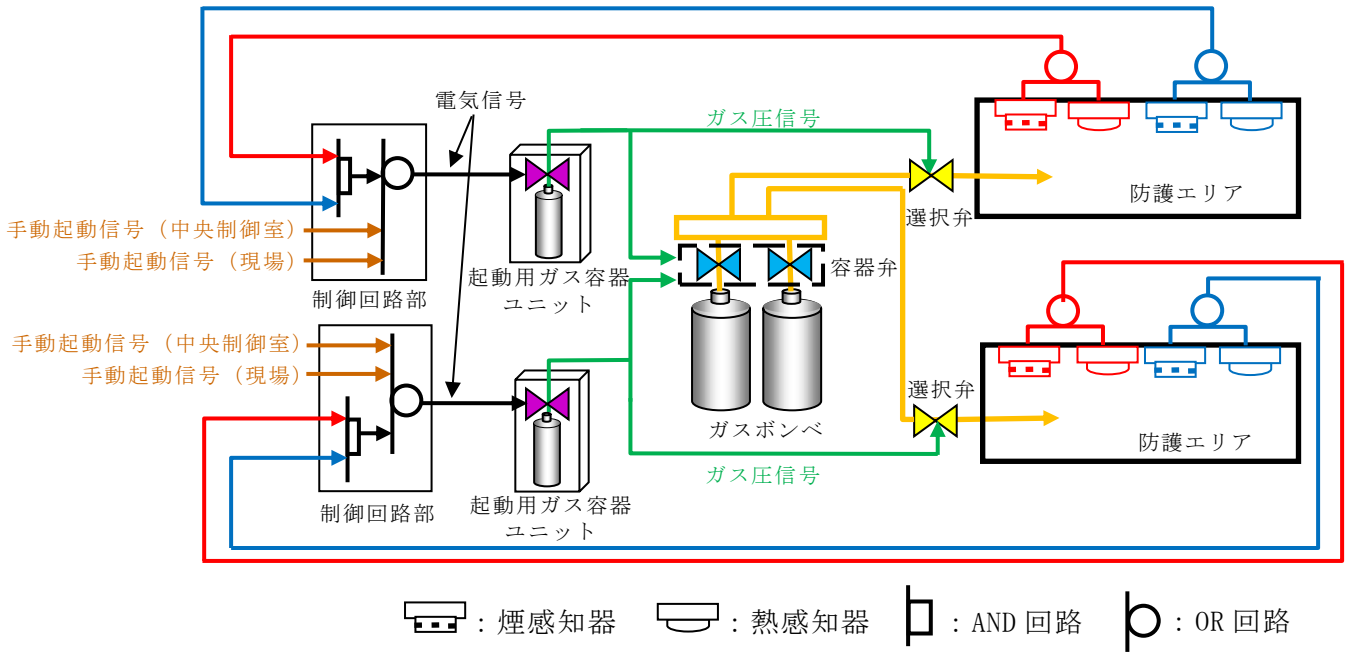 電気信号
ガス圧信号
手動起動信号（中央制御室）
手動起動信号（現場）
制御回路部
起動用ガス容器
ユニット
容器弁
選択弁
防護エリア
手動起動信号（中央制御室）
手動起動信号（現場）
制御回路部
起動用ガス容器
ユニット
ガスボンベ
ガス圧信号
選択弁
防護エリア
：煙感知器
：熱感知器
：AND 回路
：OR 回路